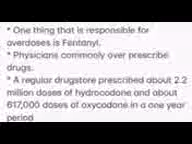 * One thing that is responsible for
overdoses is Fentanyl.
* Physicians commonly over prescribe
drugs.
* A regular drugstore prescribed about 2.2
million doses of hydrocodone and about
617,000 doses of oxycodone in a one year
period